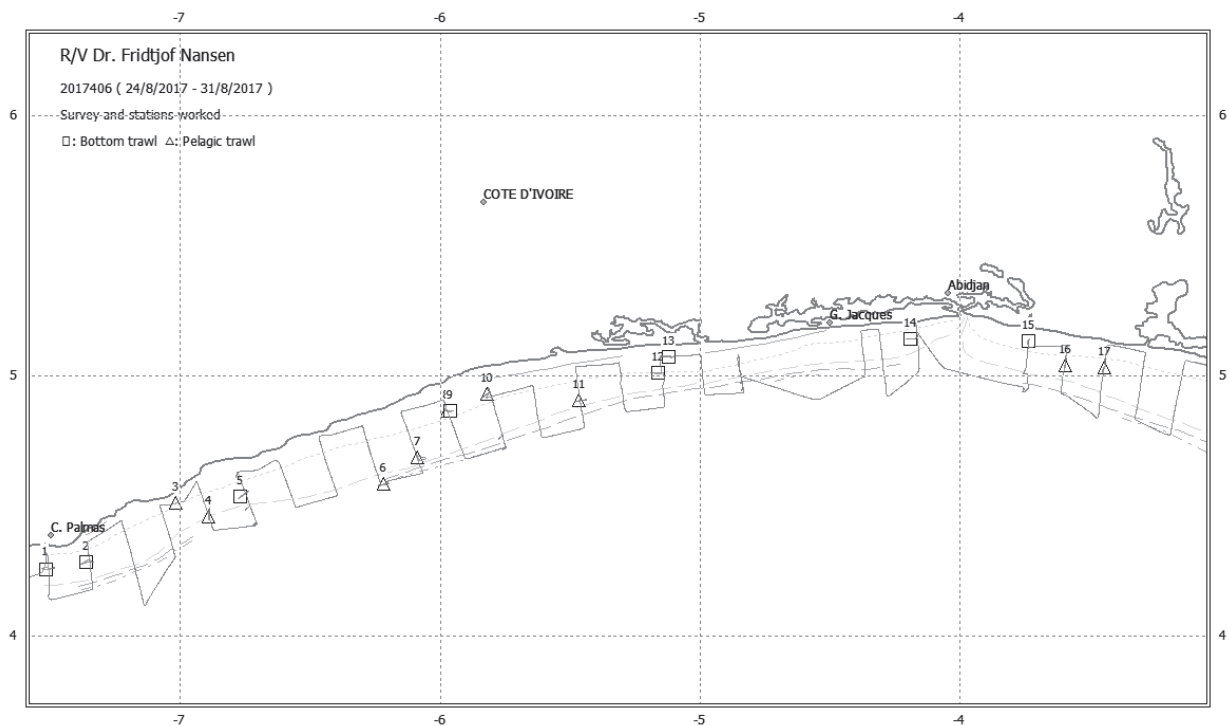 -7 -6 -5 -4
R/V Dr. Fridtjof Nansen
2017406 ( 24/8/2017 - 31/8/2017 )
6 6
Survey and stations worked
□: Bottom trawl △: Pelagic trawl
COTE D'IVOIRE
Abidjan
G. Jacques
14 15
13
12 16 17
5 5
10 11
9
7
6
5
3 4
C. Palmas
1 2
4 4
-7 -6 -5 -4